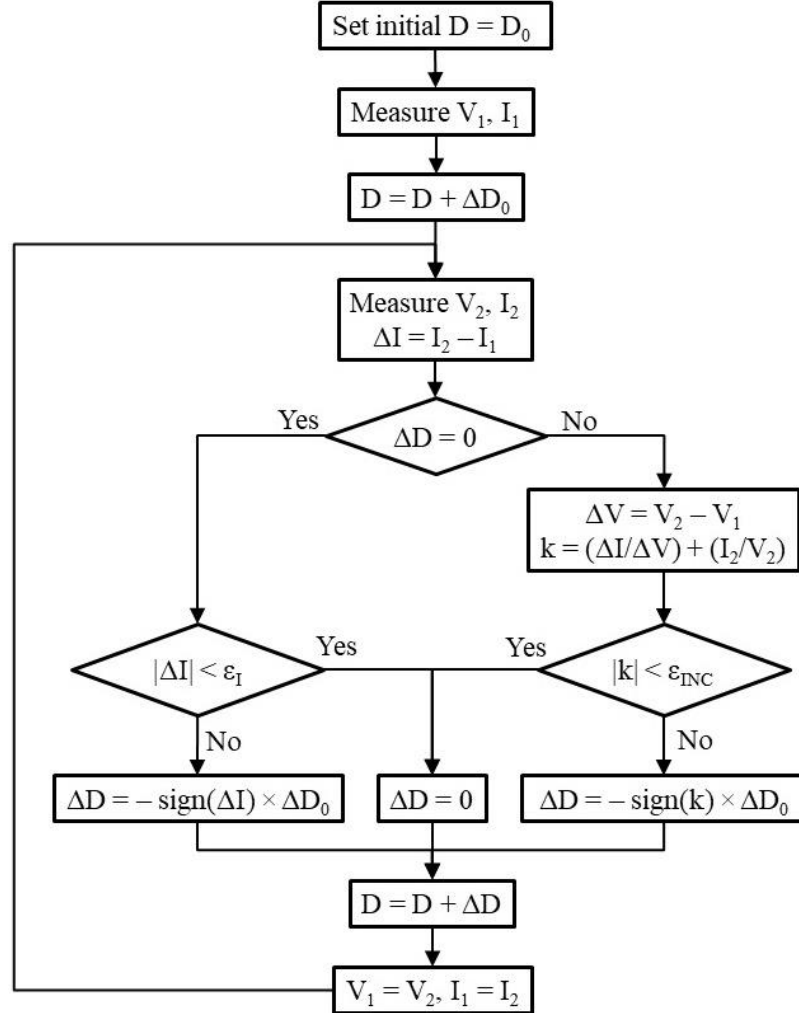 Set initial D = D₀
Measure V₁, I₁
D = D + ΔD₀
Measure V₂, I₂
ΔI = I₂ – I₁
Yes
ΔD = 0
No
ΔV = V₂ – V₁
k = (ΔI/ΔV) + (I₂/V₂)
|ΔI| < ε_I
Yes
Yes
|k| < ε_INC
No
No
ΔD = – sign(ΔI) × ΔD₀
ΔD = 0
ΔD = – sign(k) × ΔD₀
D = D + ΔD
V₁ = V₂, I₁ = I₂